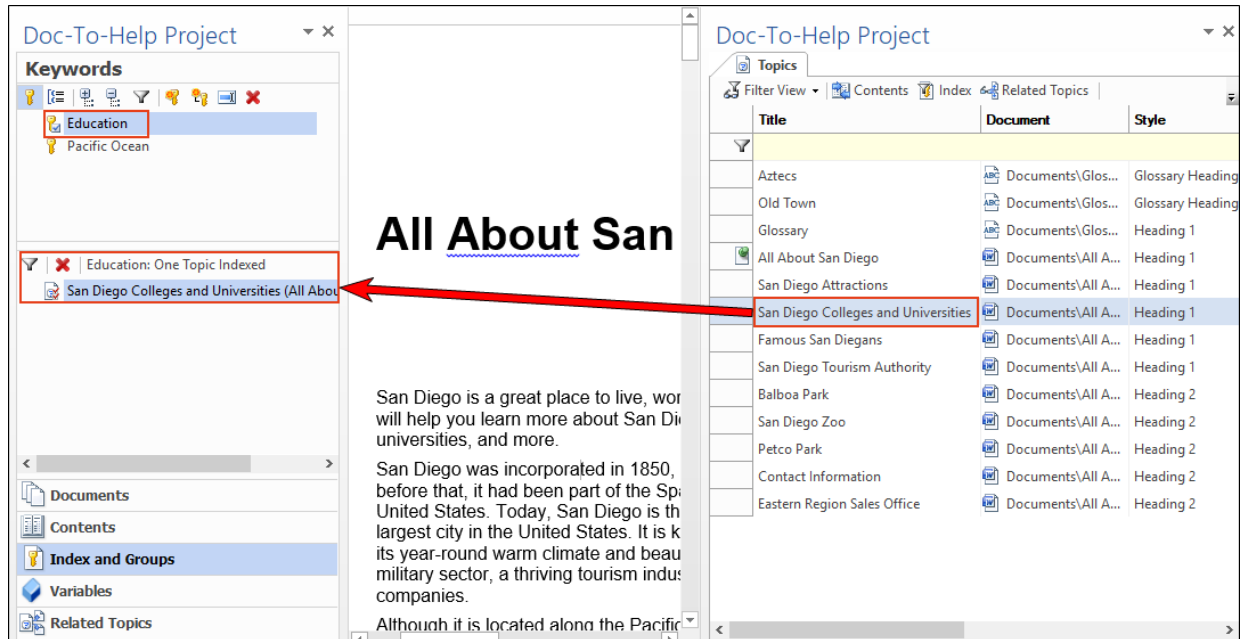 Doc-To-Help Project
Keywords
Education
Pacific Ocean
Education: One Topic Indexed
San Diego Colleges and Universities (All Abou
Documents
Contents
Index and Groups
Variables
Related Topics
All About San
San Diego is a great place to live, wor
will help you learn more about San Di
universities, and more.
San Diego was incorporated in 1850,
before that, it had been part of the Spa
United States. Today, San Diego is th
largest city in the United States. It is k
its year-round warm climate and beau
military sector, a thriving tourism indus
companies.
Although it is located along the Pacific
Doc-To-Help Project
Topics
Filter View Contents Index Related Topics
Title Document Style
Aztecs Documents\Glos... Glossary Heading
Old Town Documents\Glos... Glossary Heading
Glossary Documents\Glos... Heading 1
All About San Diego Documents\All A... Heading 1
San Diego Attractions Documents\All A... Heading 1
San Diego Colleges and Universities Documents\All A... Heading 1
Famous San Diegans Documents\All A... Heading 1
San Diego Tourism Authority Documents\All A... Heading 1
Balboa Park Documents\All A... Heading 2
San Diego Zoo Documents\All A... Heading 2
Petco Park Documents\All A... Heading 2
Contact Information Documents\All A... Heading 2
Eastern Region Sales Office Documents\All A... Heading 2